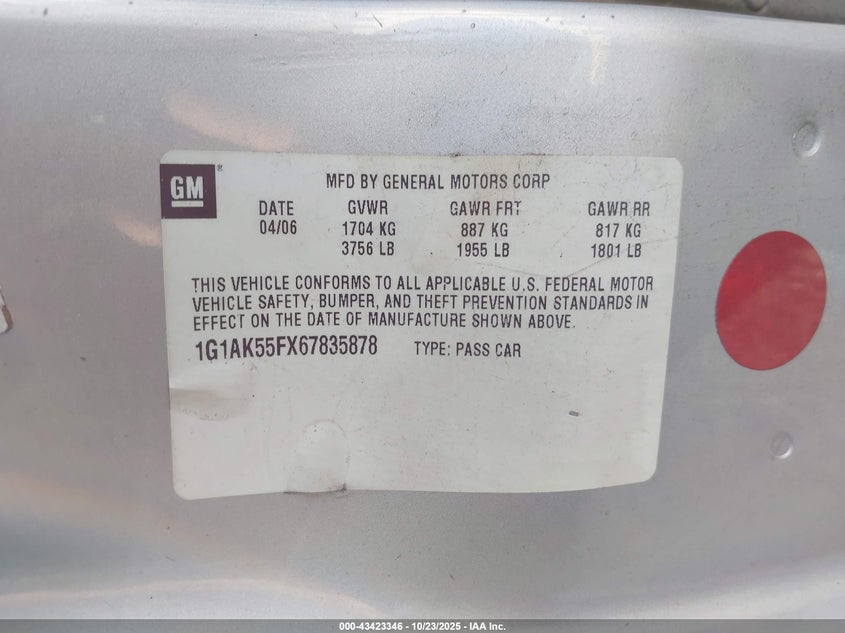 GM ®
MFD BY GENERAL MOTORS CORP
DATE GVWR GAWR FRT GAWR RR
04/06 1704 KG 887 KG 817 KG
3756 LB 1955 LB 1801 LB
THIS VEHICLE CONFORMS TO ALL APPLICABLE U.S. FEDERAL MOTOR
VEHICLE SAFETY, BUMPER, AND THEFT PREVENTION STANDARDS IN
EFFECT ON THE DATE OF MANUFACTURE SHOWN ABOVE.
1G1AK55FX67835878 TYPE: PASS CAR
000-43423346 - 10/23/2025 - IAA Inc.